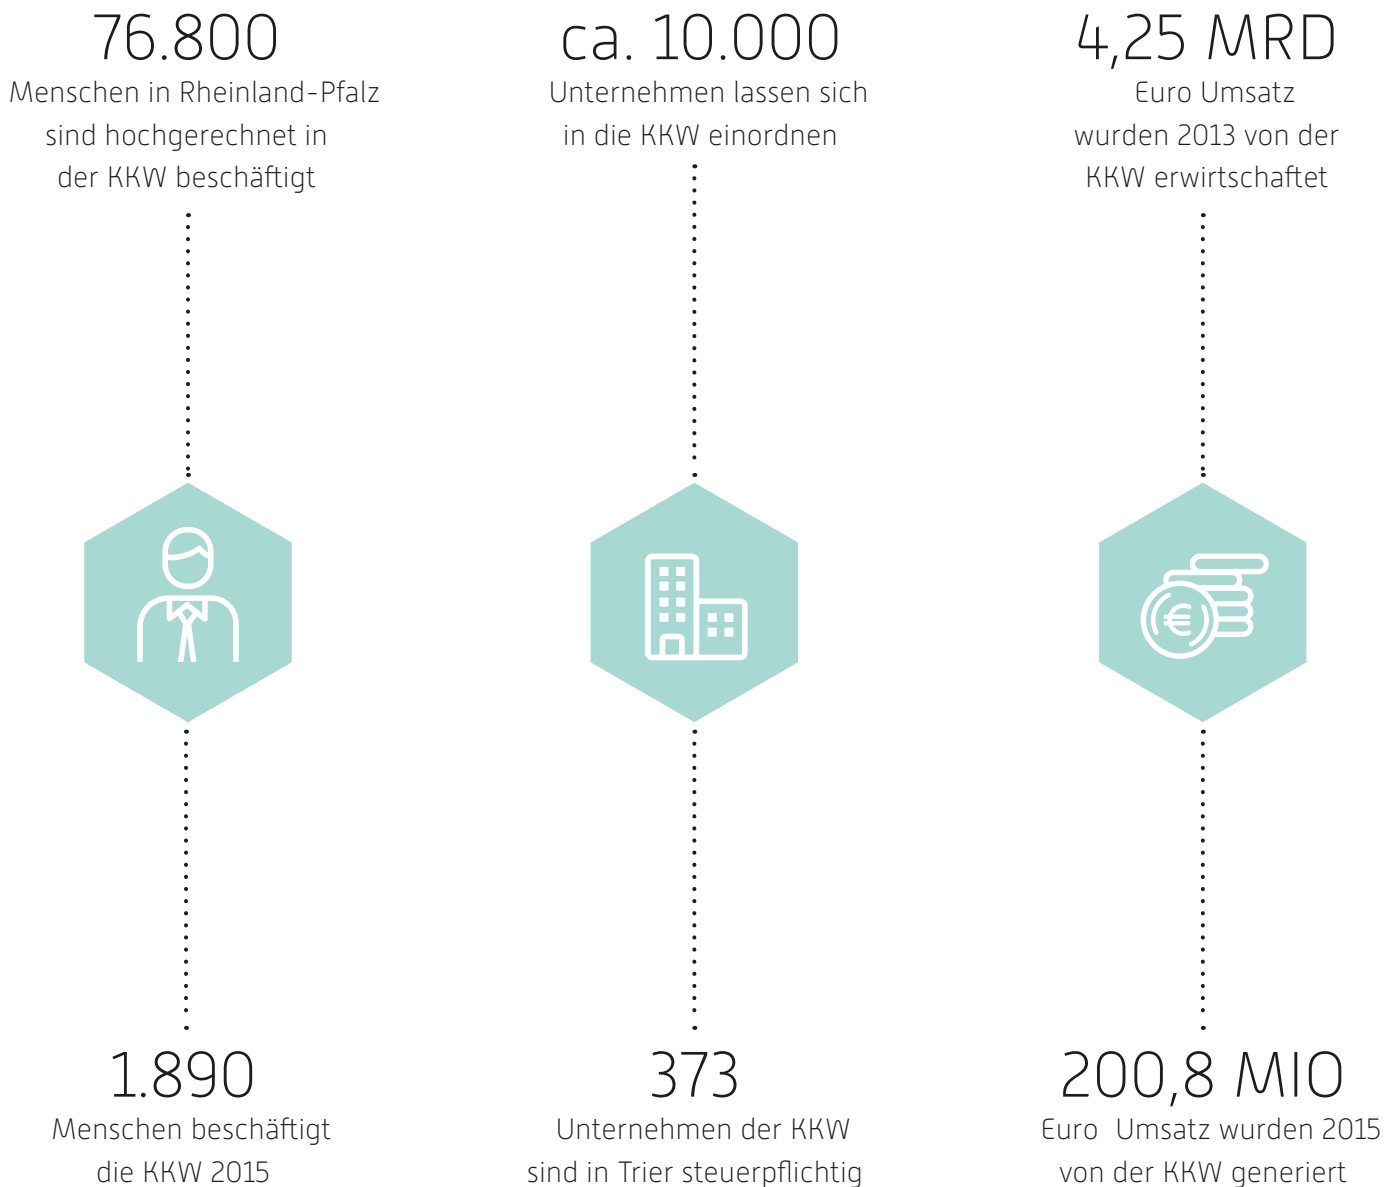 76.800
Menschen in Rheinland-Pfalz
sind hochgerechnet in
der KKW beschäftigt
ca. 10.000
Unternehmen lassen sich
in die KKW einordnen
4,25 MRD
Euro Umsatz
wurden 2013 von der
KKW erwirtschaftet
€
1.890
Menschen beschäftigt
die KKW 2015
373
Unternehmen der KKW
sind in Trier steuerpflichtig
200,8 MIO
Euro Umsatz wurden 2015
von der KKW generiert